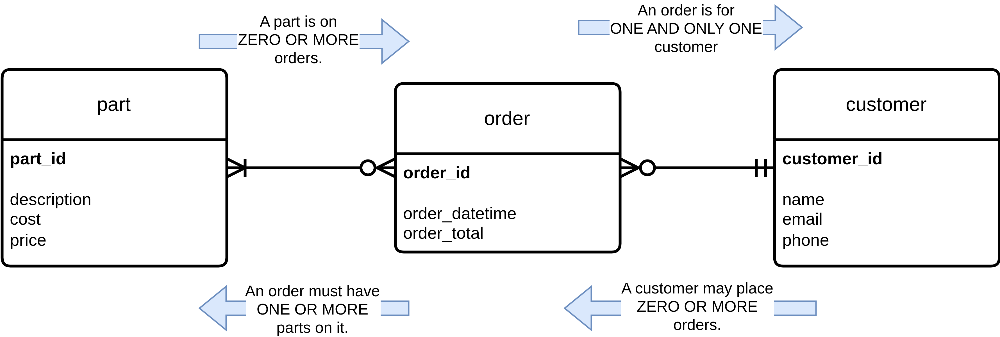 A part is on
ZERO OR MORE
orders.
An order is for
ONE AND ONLY ONE
customer
part
part_id
description
cost
price
order
order_id
order_datetime
order_total
customer
customer_id
name
email
phone
An order must have
ONE OR MORE
parts on it.
A customer may place
ZERO OR MORE
orders.